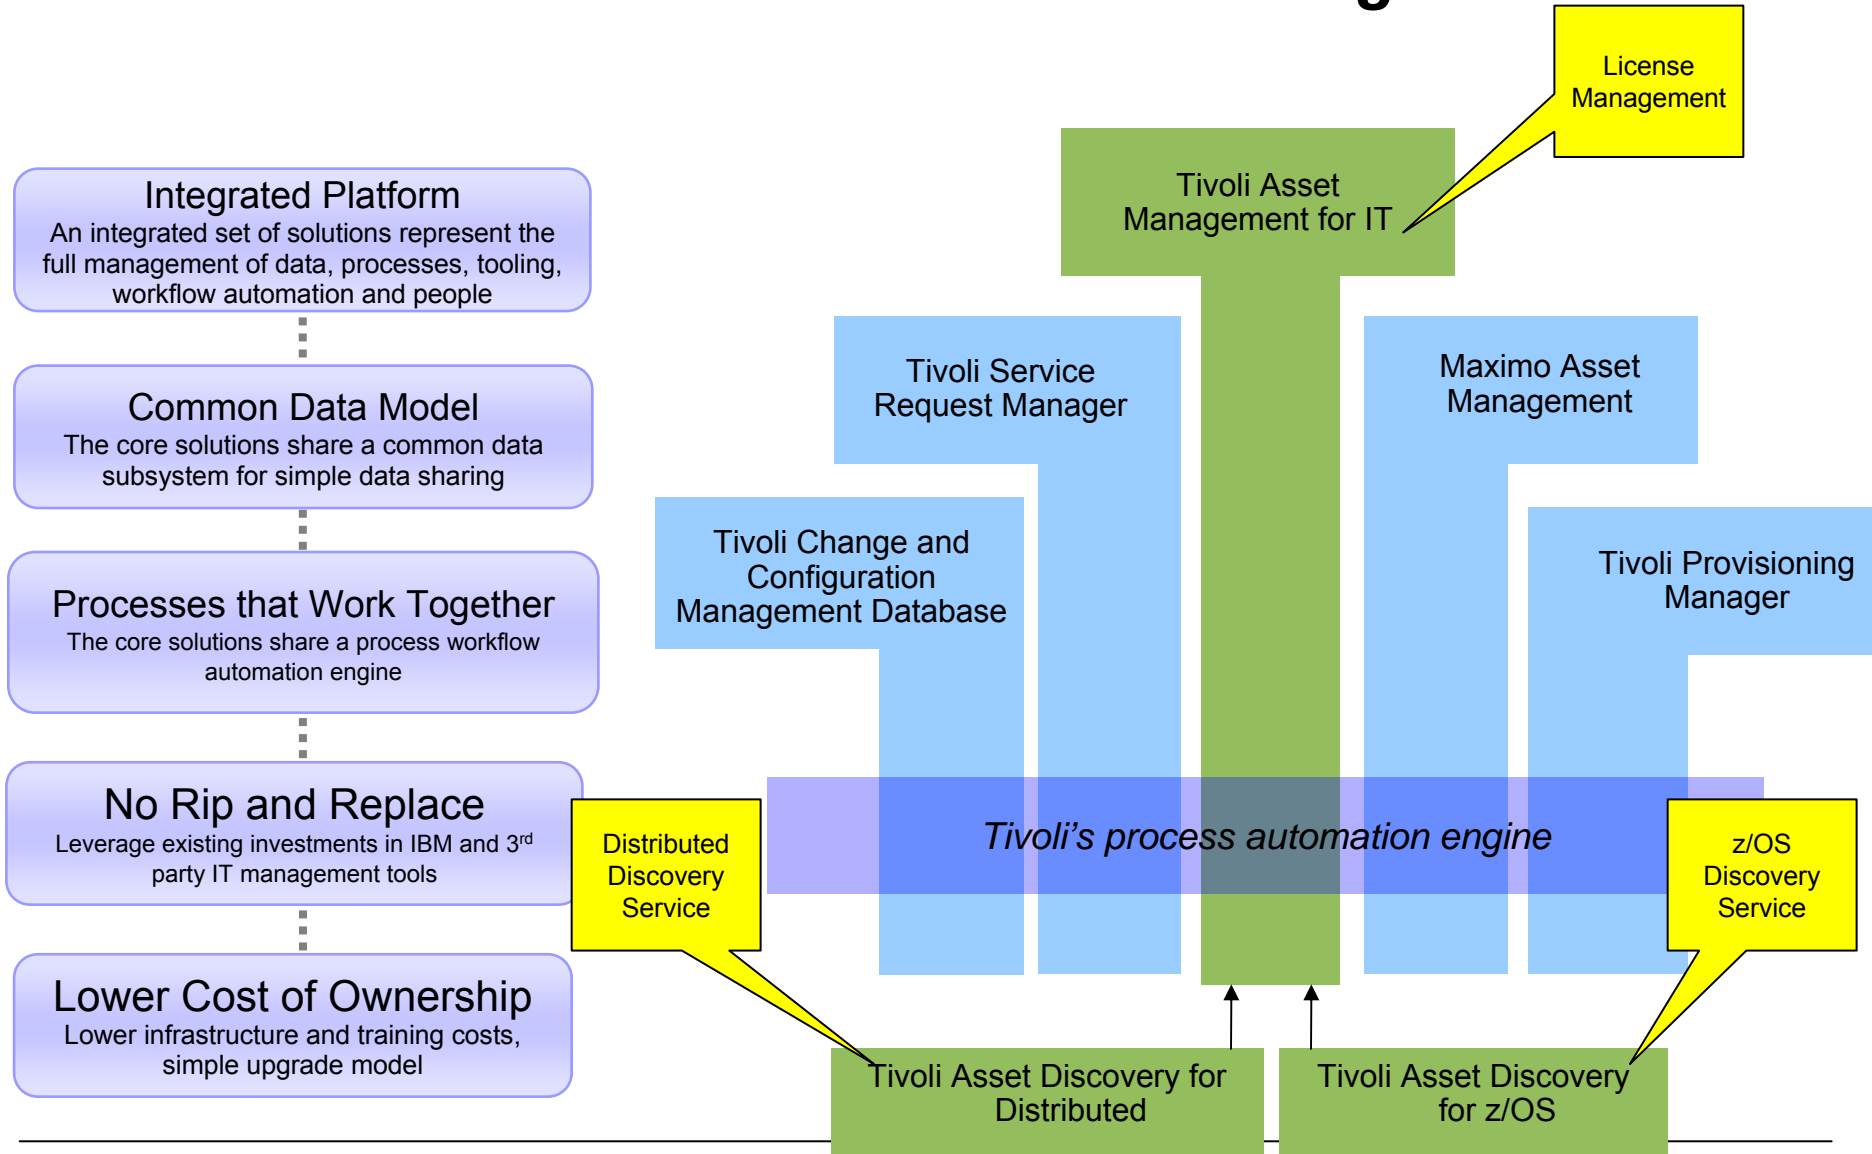 License
Management
Integrated Platform
An integrated set of solutions represent the
full management of data, processes, tooling,
workflow automation and people
Common Data Model
The core solutions share a common data
subsystem for simple data sharing
Processes that Work Together
The core solutions share a process workflow
automation engine
No Rip and Replace
Leverage existing investments in IBM and 3rd
party IT management tools
Lower Cost of Ownership
Lower infrastructure and training costs,
simple upgrade model
Tivoli Asset
Management for IT
Tivoli Service
Request Manager
Maximo Asset
Management
Tivoli Change and
Configuration
Management Database
Tivoli Provisioning
Manager
Tivoli's process automation engine
Distributed
Discovery
Service
z/OS
Discovery
Service
Tivoli Asset Discovery for
Distributed
Tivoli Asset Discovery
for z/OS